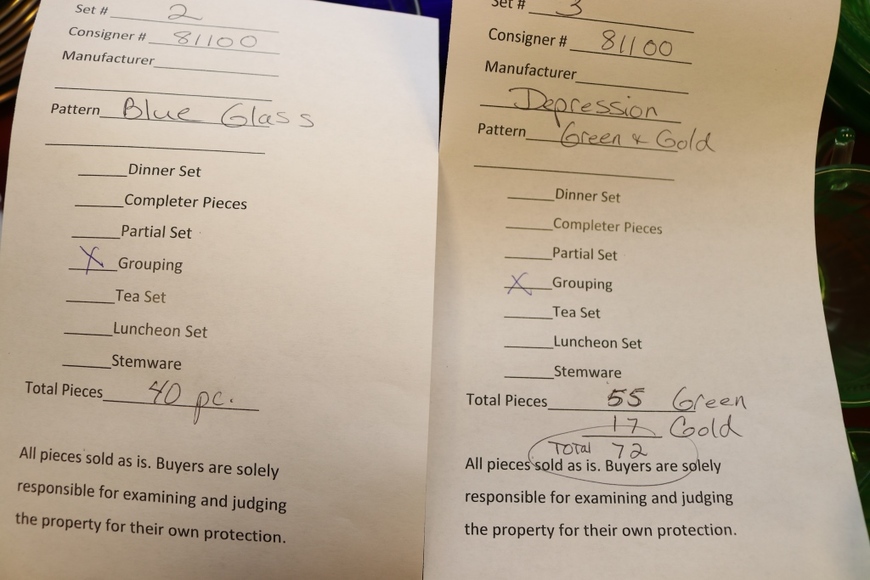 Set # 2
Consigner # 81100
Manufacturer
Pattern Blue Glass
Dinner Set
Completer Pieces
Partial Set
X Grouping
Tea Set
Luncheon Set
Stemware
Total Pieces 40 pc.
All pieces sold as is. Buyers are solely
responsible for examining and judging
the property for their own protection.
Set # 3
Consigner # 81100
Manufacturer
Depression
Pattern Green & Gold
Dinner Set
Completer Pieces
Partial Set
X Grouping
Tea Set
Luncheon Set
Stemware
Total Pieces 55 Green
17 Gold
Total 72
All pieces sold as is. Buyers are solely
responsible for examining and judging
the property for their own protection.